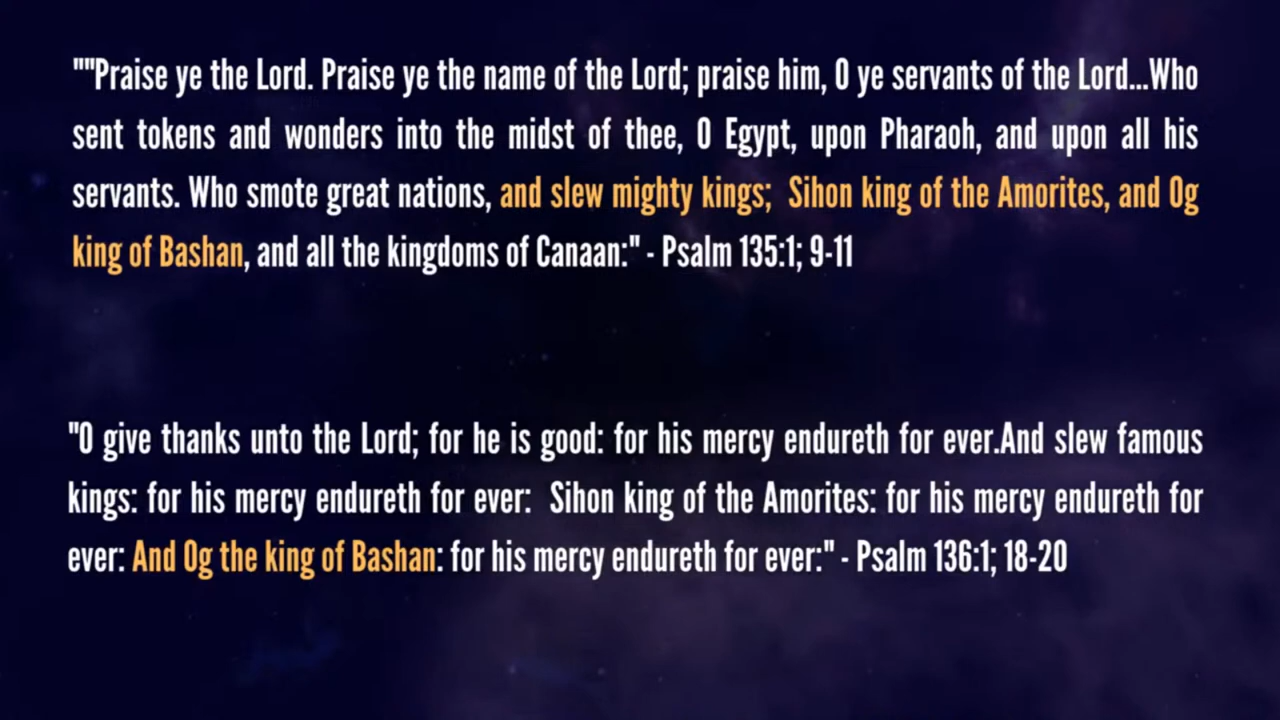 ""Praise ye the Lord. Praise ye the name of the Lord; praise him, O ye servants of the Lord...Who
sent tokens and wonders into the midst of thee, O Egypt, upon Pharaoh, and upon all his
servants. Who smote great nations, and slew mighty kings; Sihon king of the Amorites, and Og
king of Bashan, and all the kingdoms of Canaan:" - Psalm 135:1; 9-11
"O give thanks unto the Lord; for he is good: for his mercy endureth for ever.And slew famous
kings: for his mercy endureth for ever: Sihon king of the Amorites: for his mercy endureth for
ever: And Og the king of Bashan: for his mercy endureth for ever:" - Psalm 136:1; 18-20